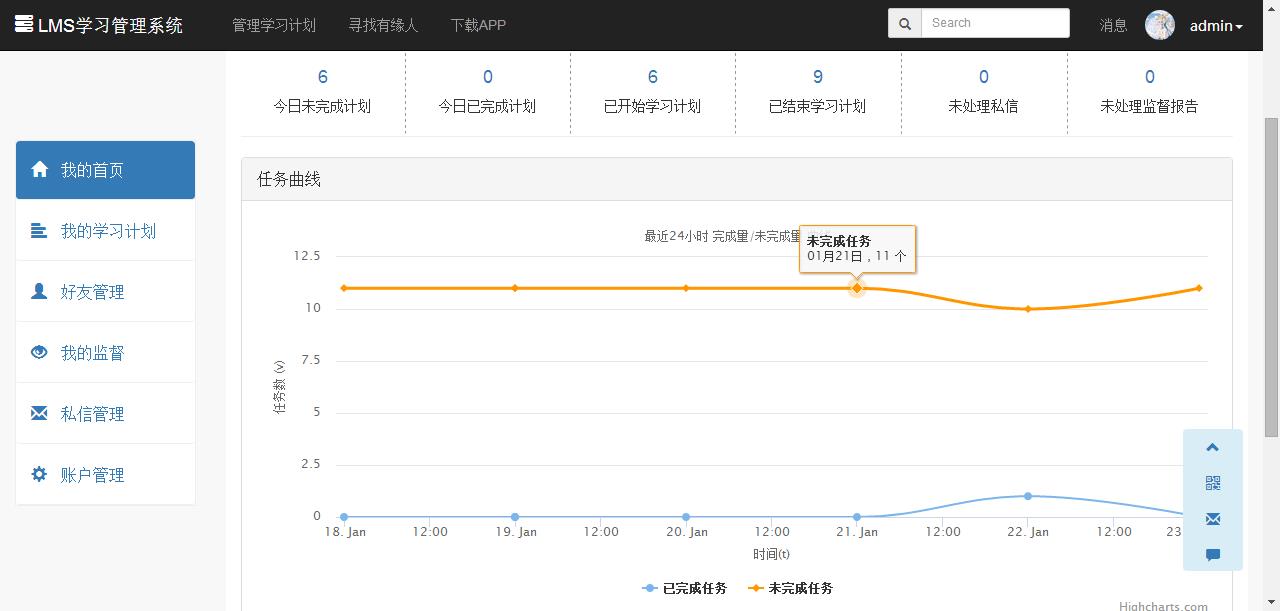 LMS学习管理系统 管理学习计划 寻找有缘人 下载APP Search 消息 admin
6 0 6 9 0 0
今日未完成计划 今日已完成计划 已开始学习计划 已结束学习计划 未处理私信 未处理监督报告
我的首页
我的学习计划
好友管理
我的监督
私信管理
账户管理
任务曲线
最近24小时 完成量/未完成量
未完成任务
01月21日，11 个
12.5
10
7.5
5
2.5
0
任务数 (v)
18. Jan 12:00 19. Jan 12:00 20. Jan 12:00 21. Jan 12:00 22. Jan 12:00 23
时间(t)
已完成任务 未完成任务
Highcharts.com